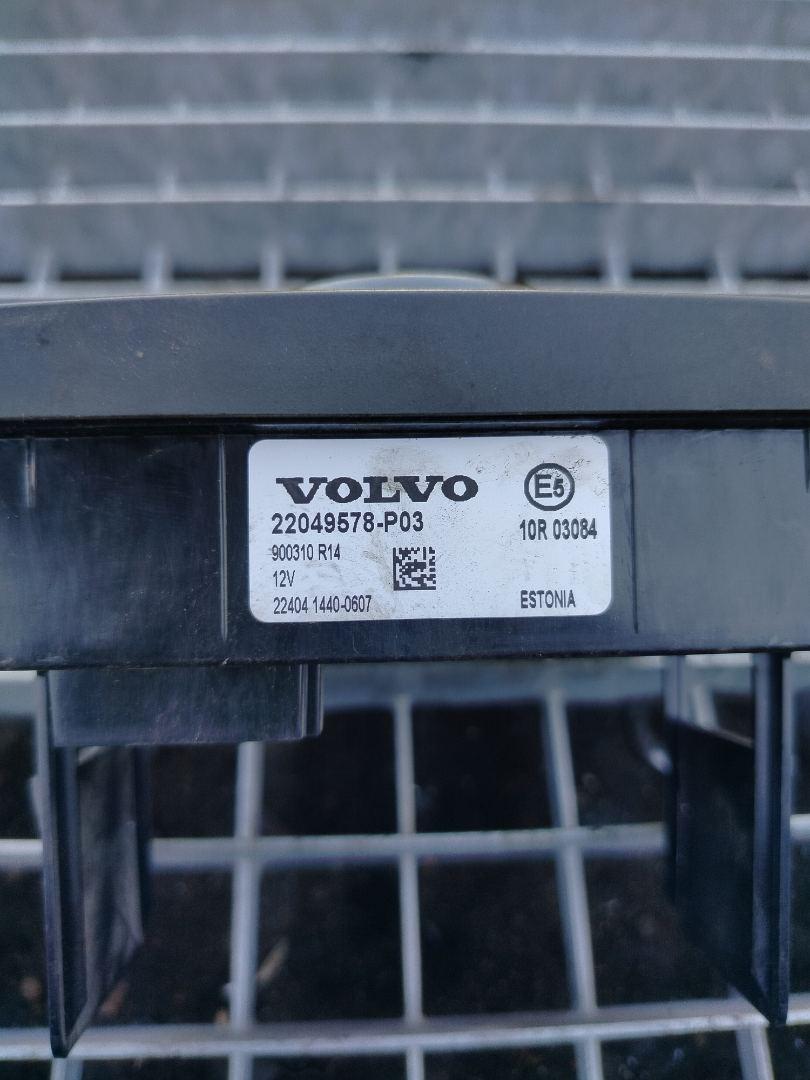 VOLVO
E5
22049578-P03
10R 03084
900310 R14
12V
22404 1440-0607
ESTONIA